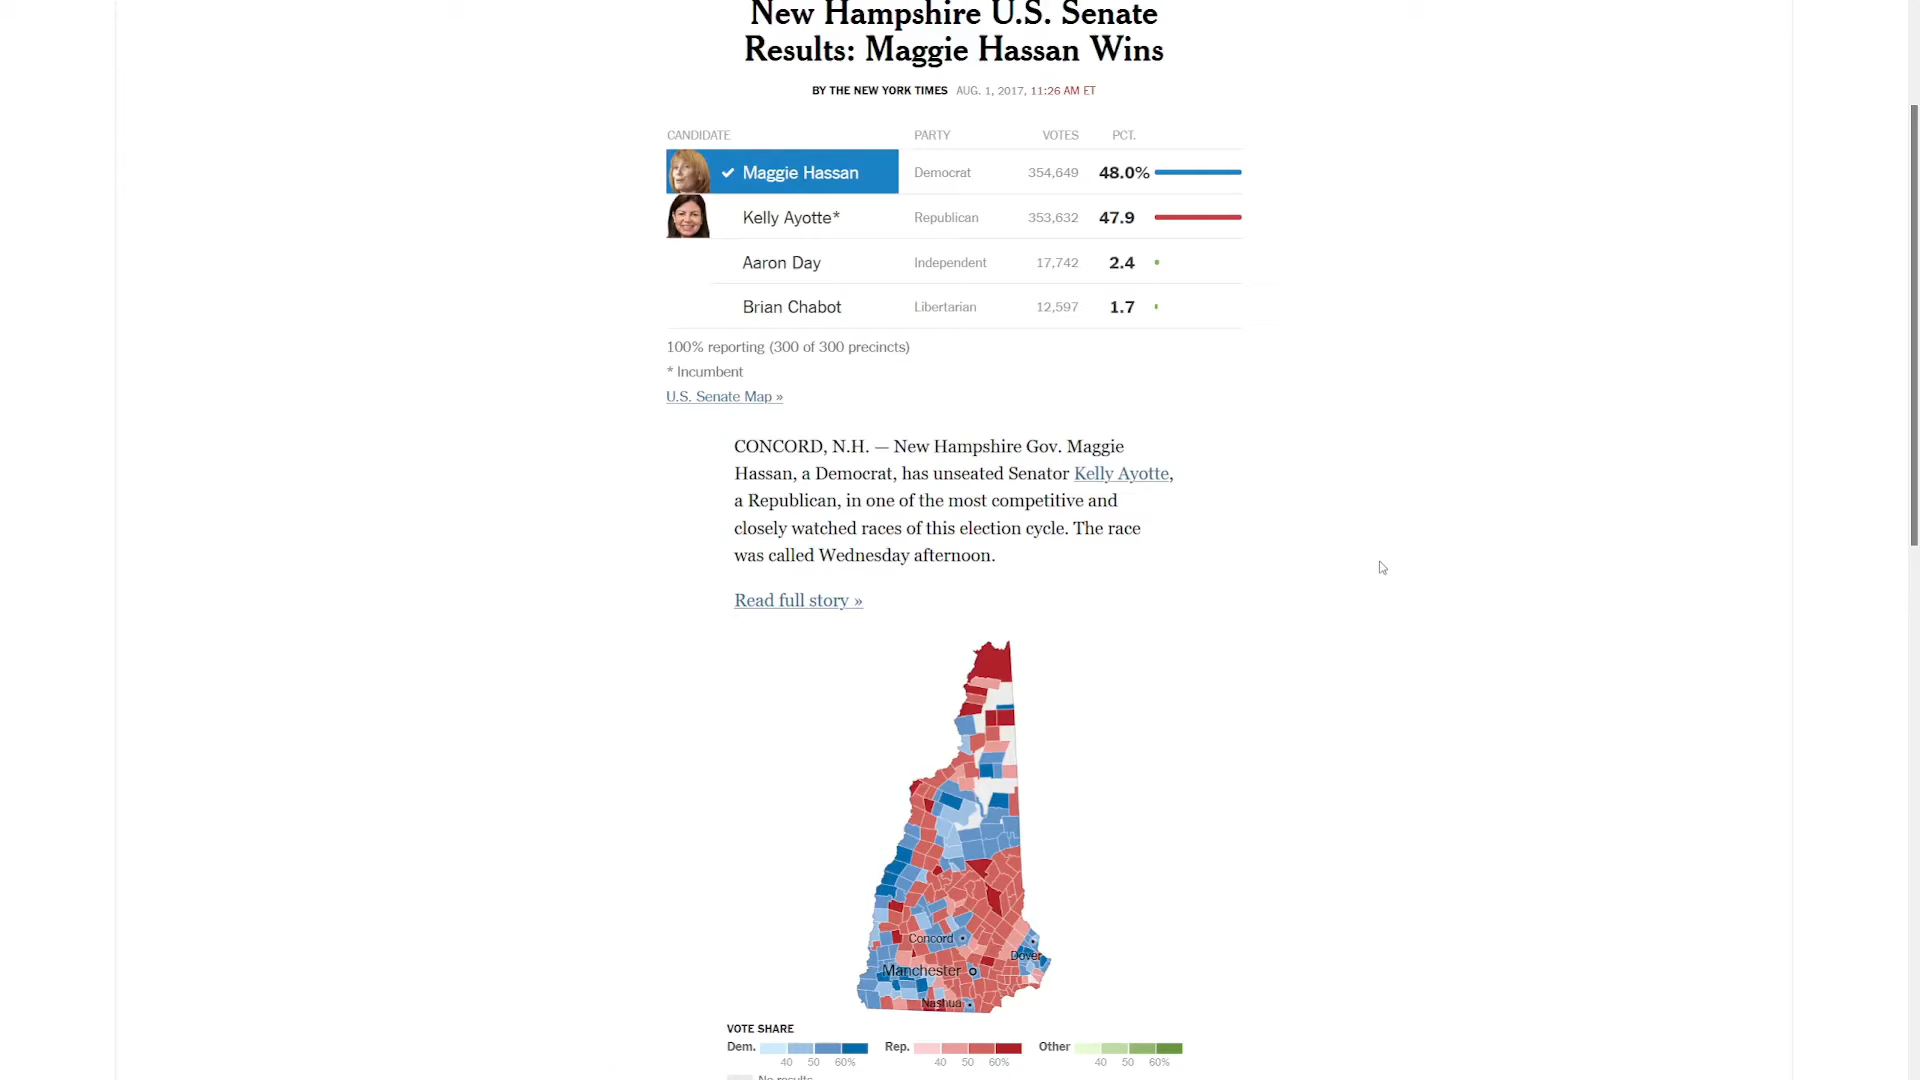 New Hampshire U.S. Senate
Results: Maggie Hassan Wins
BY THE NEW YORK TIMES AUG. 1, 2017, 11:26 AM ET
CANDIDATE PARTY VOTES PCT.
Maggie Hassan Democrat 354,649 48.0%
Kelly Ayotte* Republican 353,632 47.9
Aaron Day Independent 17,742 2.4
Brian Chabot Libertarian 12,597 1.7
100% reporting (300 of 300 precincts)
* Incumbent
U.S. Senate Map »
CONCORD, N.H. — New Hampshire Gov. Maggie
Hassan, a Democrat, has unseated Senator Kelly Ayotte,
a Republican, in one of the most competitive and
closely watched races of this election cycle. The race
was called Wednesday afternoon.
Read full story »
Concord
Dover
Manchester
Nashua
VOTE SHARE
Dem. Rep. Other
40 50 60% 40 50 60% 40 50 60%
No results